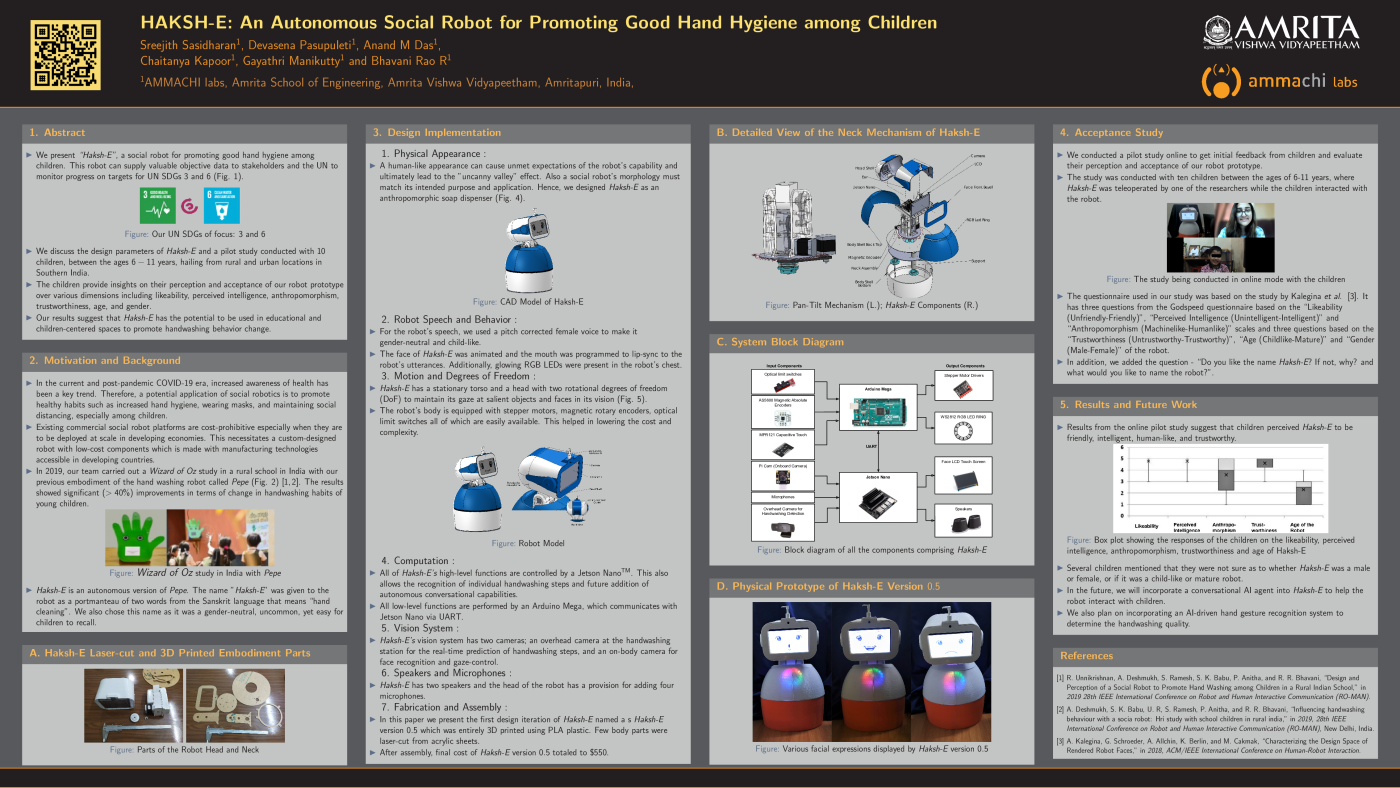 HAKSH-E: An Autonomous Social Robot for Promoting Good Hand Hygiene among Children
Sreejith Sasidharan1, Devasena Pasupuleti1, Anand M Das1,
Chaitanya Kapoor1, Gayathri Manikutty1 and Bhavani Rao R1
1AMMACHI labs, Amrita School of Engineering, Amrita Vishwa Vidyapeetham, Amritapuri, India,
AMRITA
VISHWA VIDYAPEETHAM
ammachi labs
1. Abstract
► We present "Haksh-E", a social robot for promoting good hand hygiene among
children. This robot can supply valuable objective data to stakeholders and the UN to
monitor progress on targets for UN SDGs 3 and 6 (Fig. 1).
3
6
Figure: Our UN SDGs of focus: 3 and 6
► We discuss the design parameters of Haksh-E and a pilot study conducted with 10
children, between the ages 6 − 11 years, hailing from rural and urban locations in
Southern India.
► The children provide insights on their perception and acceptance of our robot prototype
over various dimensions including likeability, perceived intelligence, anthropomorphism,
trustworthiness, age, and gender.
► Our results suggest that Haksh-E has the potential to be used in educational and
children-centered spaces to promote handwashing behavior change.
2. Motivation and Background
► In the current and post-pandemic COVID-19 era, increased awareness of health has
been a key trend. Therefore, a potential application of social robotics is to promote
healthy habits such as increased hand hygiene, wearing masks, and maintaining social
distancing, especially among children.
► Existing commercial social robot platforms are cost-prohibitive especially when they are
to be deployed at scale in developing economies. This necessitates a custom-designed
robot with low-cost components which is made with manufacturing technologies
accessible in developing countries.
► In 2019, our team carried out a Wizard of Oz study in a rural school in India with our
previous embodiment of the hand washing robot called Pepe (Fig. 2) [1,2]. The results
showed significant (> 40%) improvements in terms of change in handwashing habits of
young children.
Figure: Wizard of Oz study in India with Pepe
► Haksh-E is an autonomous version of Pepe. The name "Haksh-E" was given to the
robot as a portmanteau of two words from the Sanskrit language that means "hand
cleaning". We also chose this name as it was a gender-neutral, uncommon, yet easy for
children to recall.
A. Haksh-E Laser-cut and 3D Printed Embodiment Parts
Figure: Parts of the Robot Head and Neck
3. Design Implementation
1. Physical Appearance :
► A human-like appearance can cause unmet expectations of the robot's capability and
ultimately lead to the "uncanny valley" effect. Also a social robot's morphology must
match its intended purpose and application. Hence, we designed Haksh-E as an
anthropomorphic soap dispenser (Fig. 4).
Figure: CAD Model of Haksh-E
2. Robot Speech and Behavior :
► For the robot's speech, we used a pitch corrected female voice to make it
gender-neutral and child-like.
► The face of Haksh-E was animated and the mouth was programmed to lip-sync to the
robot's utterances. Additionally, glowing RGB LEDs were present in the robot's chest.
3. Motion and Degrees of Freedom :
► Haksh-E has a stationary torso and a head with two rotational degrees of freedom
(DoF) to maintain its gaze at salient objects and faces in its vision (Fig. 5).
► The robot's body is equipped with stepper motors, magnetic rotary encoders, optical
limit switches all of which are easily available. This helped in lowering the cost and
complexity.
Figure: Robot Model
4. Computation :
► All of Haksh-E's high-level functions are controlled by a Jetson NanoTM. This also
allows the recognition of individual handwashing steps and future addition of
autonomous conversational capabilities.
► All low-level functions are performed by an Arduino Mega, which communicates with
Jetson Nano via UART.
5. Vision System :
► Haksh-E's vision system has two cameras; an overhead camera at the handwashing
station for the real-time prediction of handwashing steps, and an on-body camera for
face recognition and gaze-control.
6. Speakers and Microphones :
► Haksh-E has two speakers and the head of the robot has a provision for adding four
microphones.
7. Fabrication and Assembly :
► In this paper we present the first design iteration of Haksh-E named a s Haksh-E
version 0.5 which was entirely 3D printed using PLA plastic. Few body parts were
laser-cut from acrylic sheets.
► After assembly, final cost of Haksh-E version 0.5 totaled to $550.
B. Detailed View of the Neck Mechanism of Haksh-E
Camera
LCD
Head Shell
Ear
Jetson Nano
Face Front Bezel
RGB Led Ring
Body Shell Back Top
Magnetic Encoder
Support
Neck Assembly
Body Shell
Bottom
Figure: Pan-Tilt Mechanism (L.); Haksh-E Components (R.)
C. System Block Diagram
Input Components
Output Components
Optical limit switches
Stepper Motor Drivers
Arduino Mega
AS5600 Magnetic Absolute
Encoders
WS2812 RGB LED RING
MPR121 Capacitive Touch
UART
Pi Cam (Onboard Camera)
Face LCD Touch Screen
Jetson Nano
Microphones
Overhead Camera for
Handwashing Detection
Speakers
Figure: Block diagram of all the components comprising Haksh-E
D. Physical Prototype of Haksh-E Version 0.5
Figure: Various facial expressions displayed by Haksh-E version 0.5
4. Acceptance Study
► We conducted a pilot study online to get initial feedback from children and evaluate
their perception and acceptance of our robot prototype.
► The study was conducted with ten children between the ages of 6-11 years, where
Haksh-E was teleoperated by one of the researchers while the children interacted with
the robot.
Figure: The study being conducted in online mode with the children
► The questionnaire used in our study was based on the study by Kalegina et al. [3]. It
has three questions from the Godspeed questionnaire based on the "Likeability
(Unfriendly-Friendly)", "Perceived Intelligence (Unintelligent-Intelligent)" and
"Anthropomorphism (Machinelike-Humanlike)" scales and three questions based on the
"Trustworthiness (Untrustworthy-Trustworthy)", "Age (Childlike-Mature)" and "Gender
(Male-Female)" of the robot.
► In addition, we added the question - "Do you like the name Haksh-E? If not, why? and
what would you like to name the robot?".
5. Results and Future Work
► Results from the online pilot study suggest that children perceived Haksh-E to be
friendly, intelligent, human-like, and trustworthy.
6
5
4
3
2
1
0
Likeability Perceived Anthropo- Trust- Age of the
Intelligence morphism worthiness Robot
Figure: Box plot showing the responses of the children on the likeability, perceived
intelligence, anthropomorphism, trustworthiness and age of Haksh-E
► Several children mentioned that they were not sure as to whether Haksh-E was a male
or female, or if it was a child-like or mature robot.
► In the future, we will incorporate a conversational AI agent into Haksh-E to help the
robot interact with children.
► We also plan on incorporating an AI-driven hand gesture recognition system to
determine the handwashing quality.
References
[1] R. Unnikrishnan, A. Deshmukh, S. Ramesh, S. K. Babu, P. Anitha, and R. R. Bhavani, "Design and
Perception of a Social Robot to Promote Hand Washing among Children in a Rural Indian School," in
2019 28th IEEE International Conference on Robot and Human Interactive Communication (RO-MAN).
[2] A. Deshmukh, S. K. Babu, U. R, S. Ramesh, P. Anitha, and R. R. Bhavani, "Influencing handwashing
behaviour with a socia robot: Hri study with school children in rural india," in 2019, 28th IEEE
International Conference on Robot and Human Interactive Communication (RO-MAN), New Delhi, India.
[3] A. Kalegina, G. Schroeder, A. Allchin, K. Berlin, and M. Cakmak, "Characterizing the Design Space of
Rendered Robot Faces," in 2018, ACM/IEEE International Conference on Human-Robot Interaction.